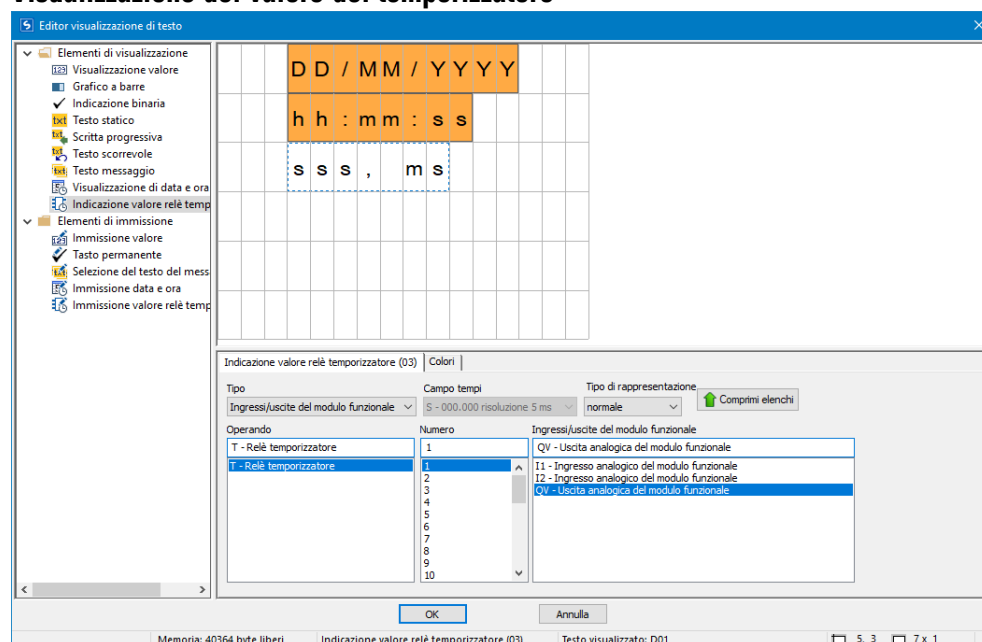 Visualizzazione del valore del temporizzatore
Editor visualizzazione di testo
Elementi di visualizzazione
Visualizzazione valore
Grafico a barre
Indicazione binaria
Testo statico
Scritta progressiva
Testo scorrevole
Testo messaggio
Visualizzazione di data e ora
Indicazione valore relè temp
Elementi di immissione
Immissione valore
Tasto permanente
Selezione del testo del mess
Immissione data e ora
Immissione valore relè temp
DD/MM/YYYY
hh:mm:ss
sss, ms
Indicazione valore relè temporizzatore (03) Colori
Tipo Campo tempi Tipo di rappresentazione
Ingressi/uscite del modulo funzionale S - 000.000 risoluzione 5 ms normale Comprimi elenchi
Operando Numero Ingressi/uscite del modulo funzionale
T - Relè temporizzatore 1 QV - Uscita analogica del modulo funzionale
T - Relè temporizzatore 1 I1 - Ingresso analogico del modulo funzionale
2 I2 - Ingresso analogico del modulo funzionale
3 QV - Uscita analogica del modulo funzionale
4
5
6
7
8
9
10
OK Annulla
Memoria: 40364 byte liberi Indicazione valore relè temporizzatore (03) Testo visualizzato: D01 5, 3 7 x 1